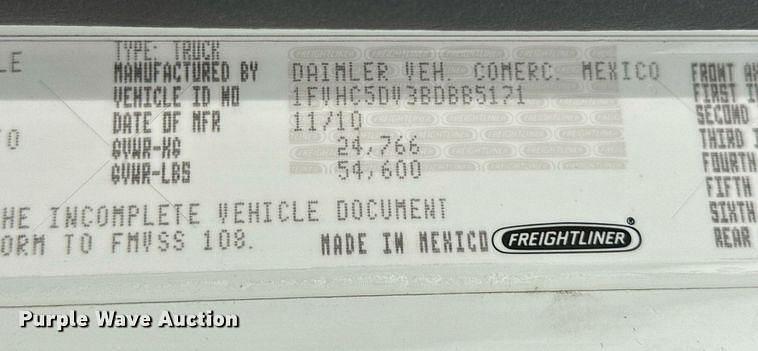 TYPE: TRUCK
LE MANUFACTURED BY DAIMLER VEH. COMERC. MEXICO FRONT AX
VEHICLE ID NO 1FVHC5DV3BDBB5171 FIRST I
DATE OF MFR 11/10 SECOND
TO GVWR-KG 24,766 THIRD I
GVWR-LBS 54,600 FOURTH
FIFTH
HE INCOMPLETE VEHICLE DOCUMENT SIXTH
ORM TO FMVSS 108. MADE IN MEXICO FREIGHTLINER® REAR
Purple Wave Auction